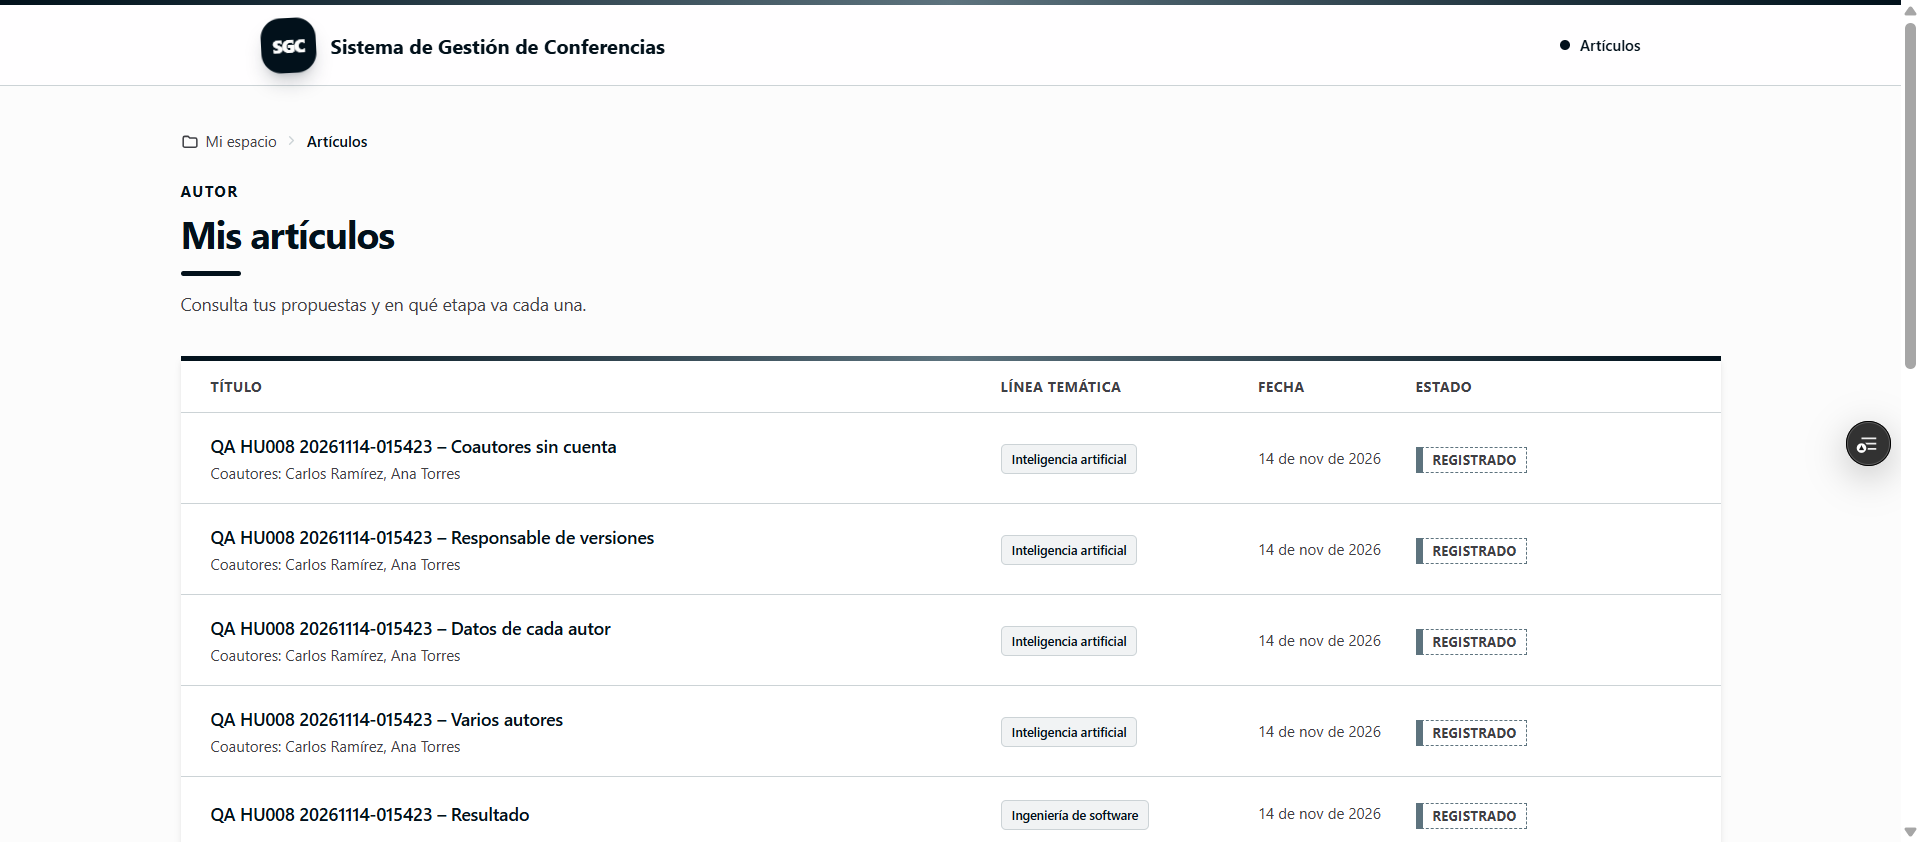 SGC Sistema de Gestión de Conferencias
Artículos
Mi espacio > Artículos
AUTOR
Mis artículos
Consulta tus propuestas y en qué etapa va cada una.
TÍTULO LÍNEA TEMÁTICA FECHA ESTADO
QA HU008 20261114-015423 – Coautores sin cuenta
Coautores: Carlos Ramírez, Ana Torres
Inteligencia artificial
14 de nov de 2026
REGISTRADO
QA HU008 20261114-015423 – Responsable de versiones
Coautores: Carlos Ramírez, Ana Torres
Inteligencia artificial
14 de nov de 2026
REGISTRADO
QA HU008 20261114-015423 – Datos de cada autor
Coautores: Carlos Ramírez, Ana Torres
Inteligencia artificial
14 de nov de 2026
REGISTRADO
QA HU008 20261114-015423 – Varios autores
Coautores: Carlos Ramírez, Ana Torres
Inteligencia artificial
14 de nov de 2026
REGISTRADO
QA HU008 20261114-015423 – Resultado
Ingeniería de software
14 de nov de 2026
REGISTRADO